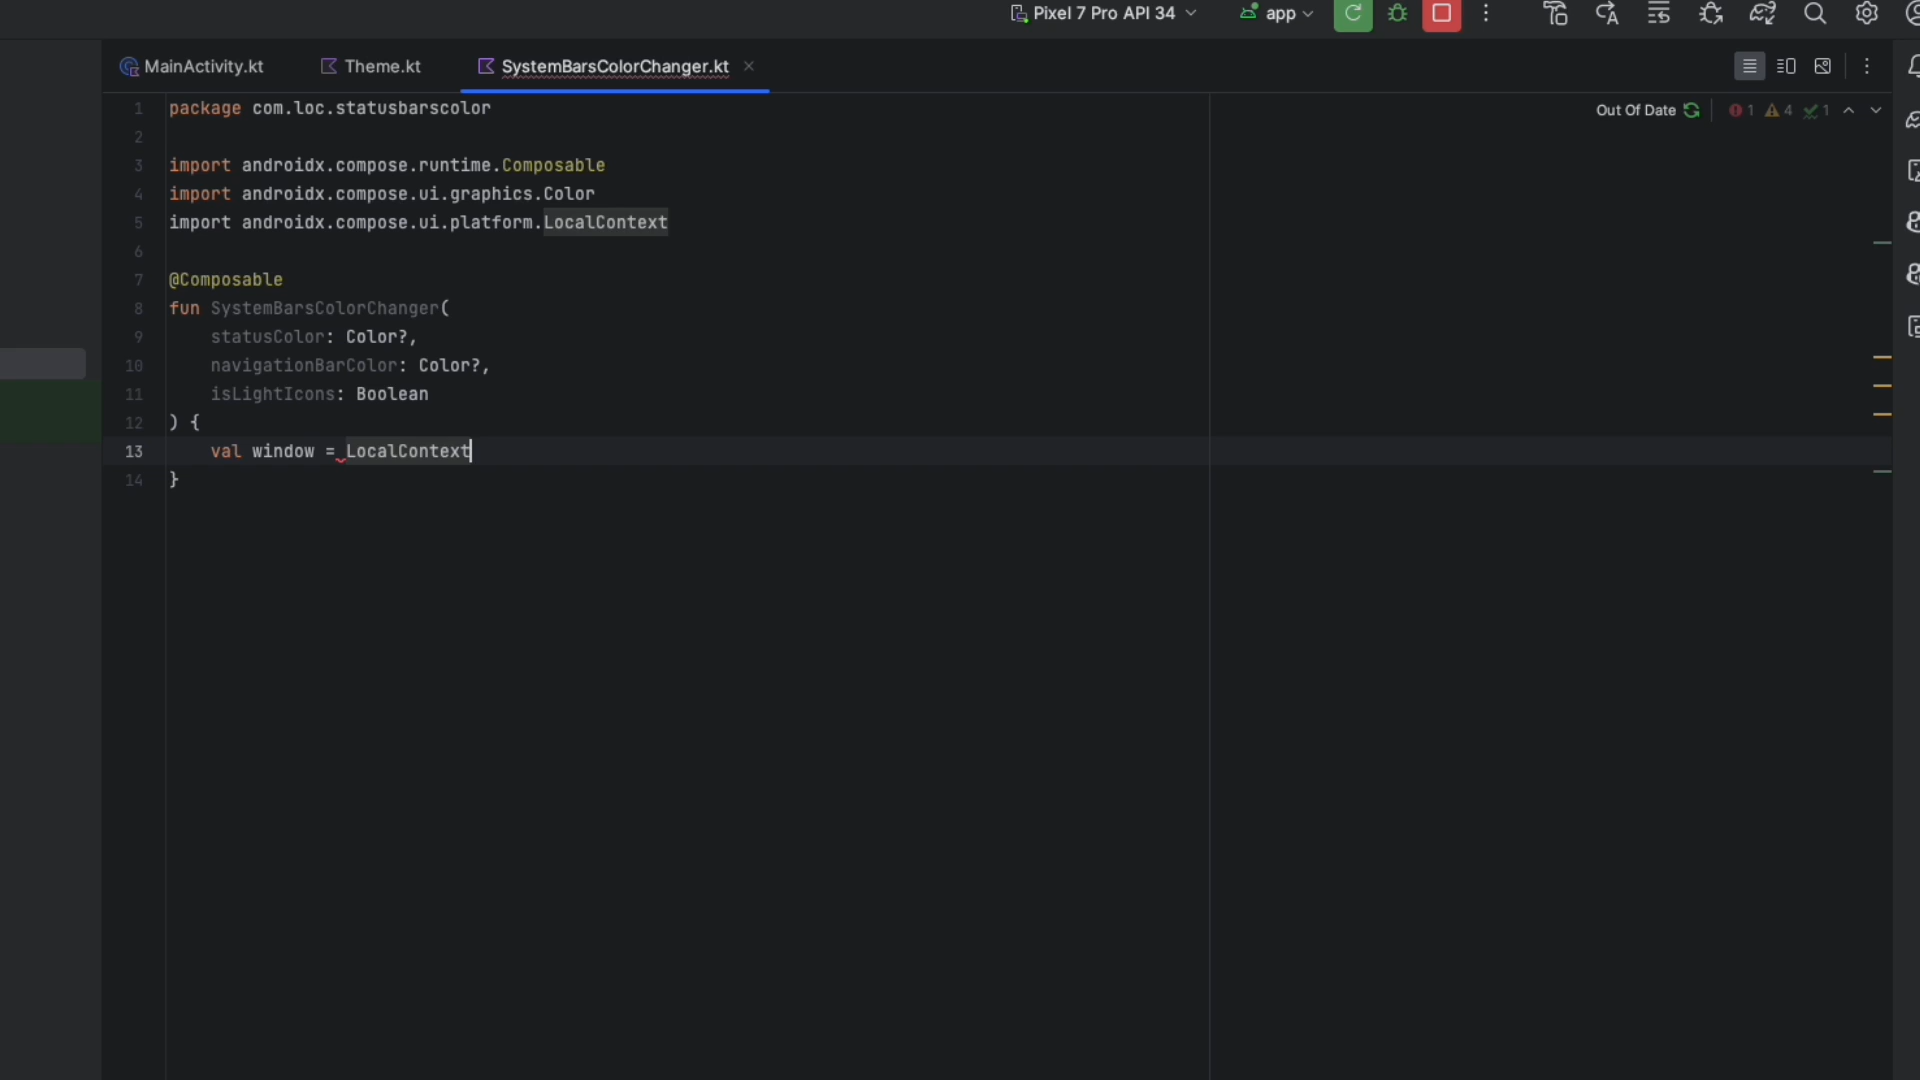 Pixel 7 Pro API 34
app
MainActivity.kt
Theme.kt
SystemBarsColorChanger.kt
Out Of Date
1 4 1
1 package com.loc.statusbarscolor
2
3 import androidx.compose.runtime.Composable
4 import androidx.compose.ui.graphics.Color
5 import androidx.compose.ui.platform.LocalContext
6
7 @Composable
8 fun SystemBarsColorChanger(
9 statusColor: Color?,
10 navigationBarColor: Color?,
11 isLightIcons: Boolean
12 ) {
13 val window = LocalContext
14 }